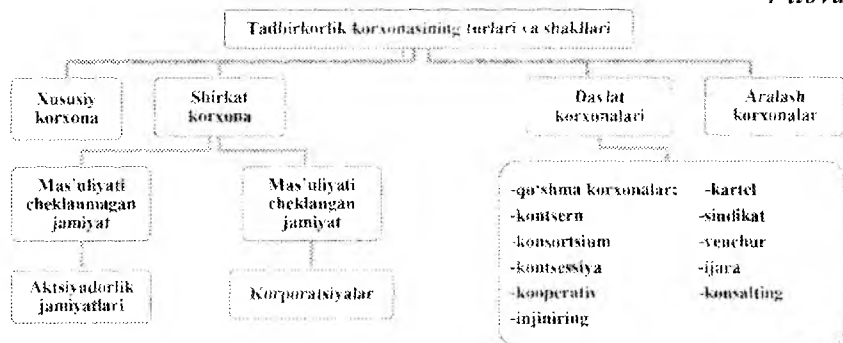 Tadbirkorlik korxonasining turlari va shakllari
Xususiy
korxona
Shirkat
korxona
Davlat
korxonalari
Aralash
korxonalar
Mas'uliyati
cheklanmagan
jamiyat
Mas'uliyati
cheklangan
jamiyat
Aktsiyadorlik
jamiyatlari
Korporatsiyalar
-qo'shma korxonalar:
-kontsern
-konsortsium
-kontsessiya
-kooperativ
-injiniring
-kartel
-sindikat
-venchur
-ijara
-konsalting